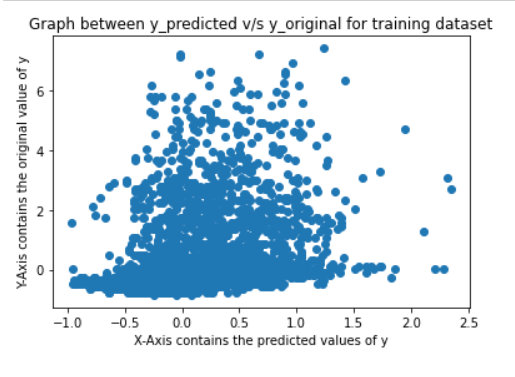 Graph between y_predicted v/s y_original for training dataset
Y-Axis contains the original value of y
6
4
2
0
−1.0 −0.5 0.0 0.5 1.0 1.5 2.0 2.5
X-Axis contains the predicted values of y